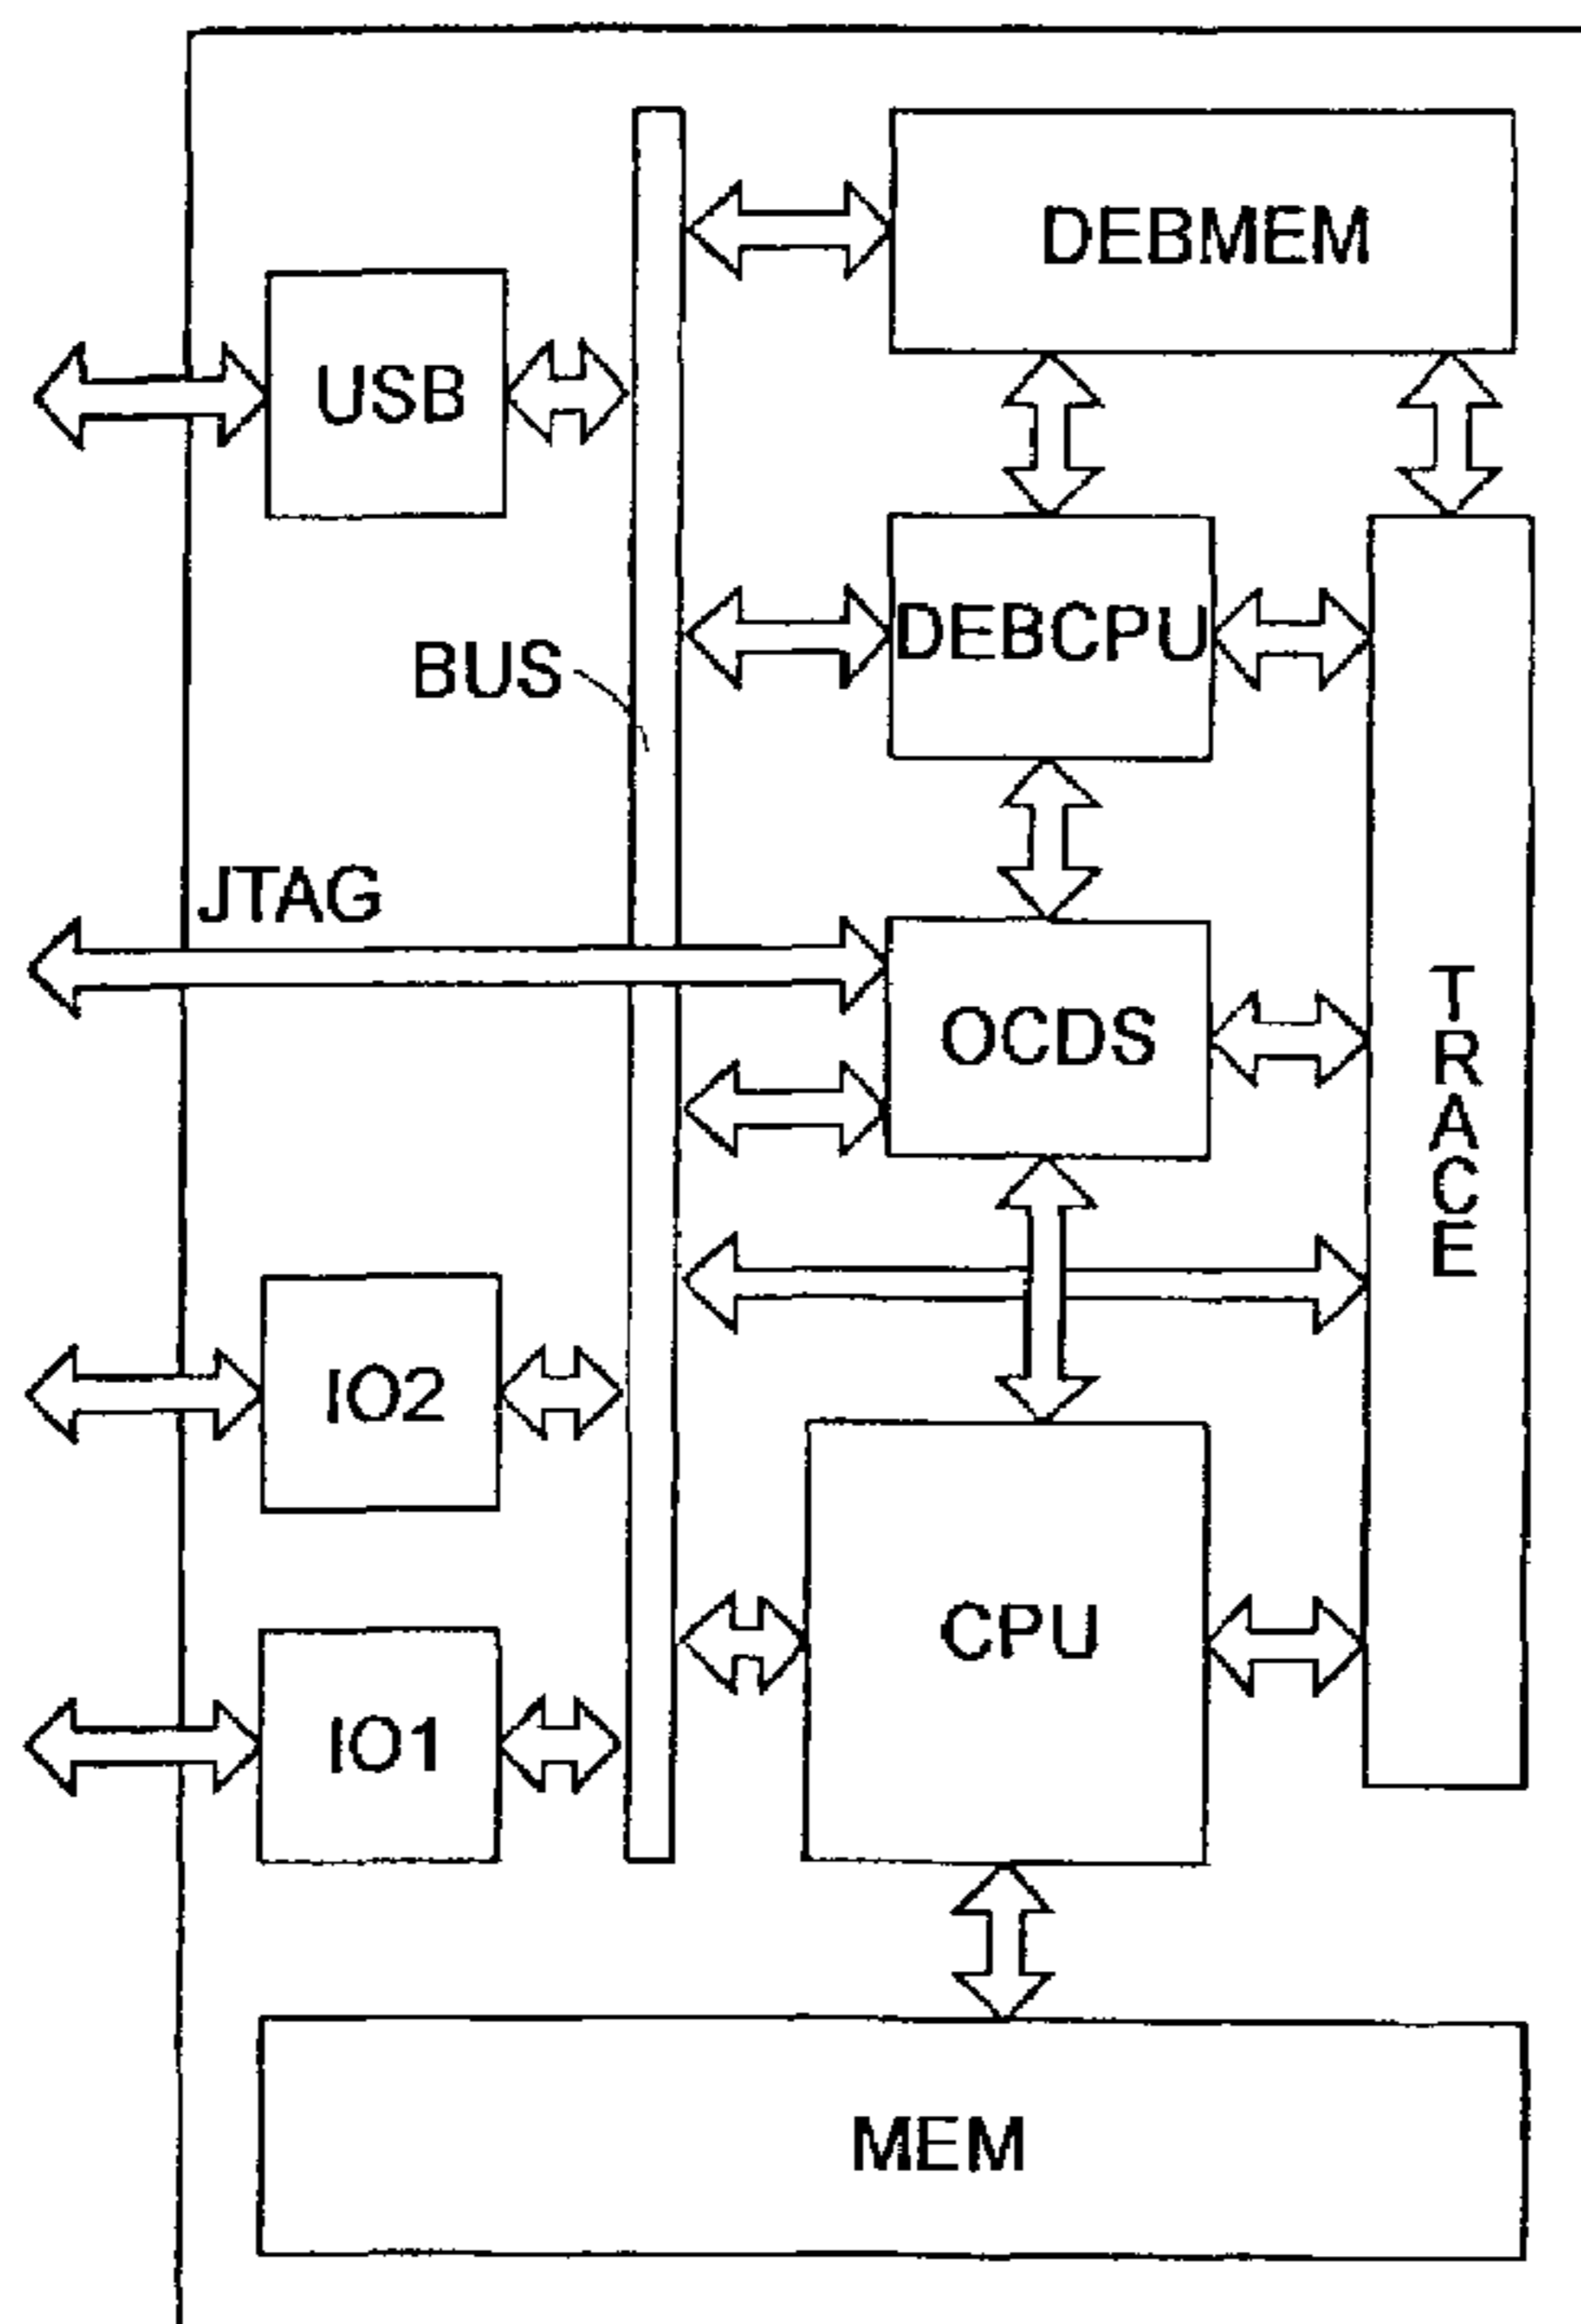 DEBMEM
USB
DEBCPU
BUS
JTAG
OCDS
TRACE
IO2
CPU
IO1
MEM